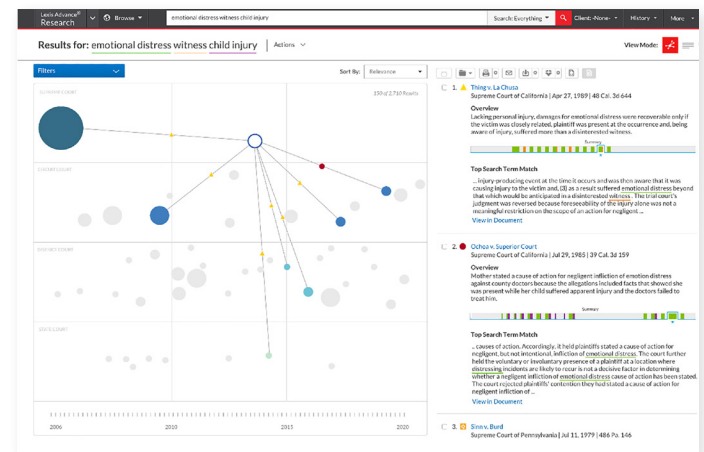 Lexis Advance®
Research
Browse
emotional distress witness child injury
Search: Everything
Client: -None-
History
More
Results for: emotional distress witness child injury
Actions
View Mode:
Filters
Sort By: Relevance
SUPREME COURT
150 of 2,710 Results
CIRCUIT COURT
DISTRICT COURT
STATE COURT
2006
2010
2015
2020
1. Thing v. La Chusa
Supreme Court of California | Apr 27, 1989 | 48 Cal. 3d 644
Overview
Lacking personal injury, damages for emotional distress were recoverable only if
the victim was closely related, plaintiff was present at the occurrence and, being
aware of injury, suffered more than a disinterested witness.
Summary
Top Search Term Match
... injury-producing event at the time it occurs and was then aware that it was
causing injury to the victim and, (3) as a result suffered emotional distress beyond
that which would be anticipated in a disinterested witness. The trial court's
judgment was reversed because foreseeability of the injury alone was not a
meaningful restriction on the scope of an action for negligent ...
View in Document
2. Ochoa v. Superior Court
Supreme Court of California | Jul 29, 1985 | 39 Cal. 3d 159
Overview
Mother stated a cause of action for negligent infliction of emotion distress
against county doctors because the allegations included facts that showed she
was present while her child suffered apparent injury and the doctors failed to
treat him.
Summary
Top Search Term Match
... causes of action. Accordingly, it held plaintiffs stated a cause of action for
negligent, but not intentional, infliction of emotional distress. The court further
held the voluntary or involuntary presence of a plaintiff at a location where
distressing incidents are likely to recur is not a decisive factor in determining
whether a negligent infliction of emotional distress cause of action has been stated.
The court rejected plaintiffs' contention they had stated a cause of action for
negligent infliction of ...
View in Document
3. Sinn v. Burd
Supreme Court of Pennsylvania | Jul 11, 1979 | 486 Pa. 146